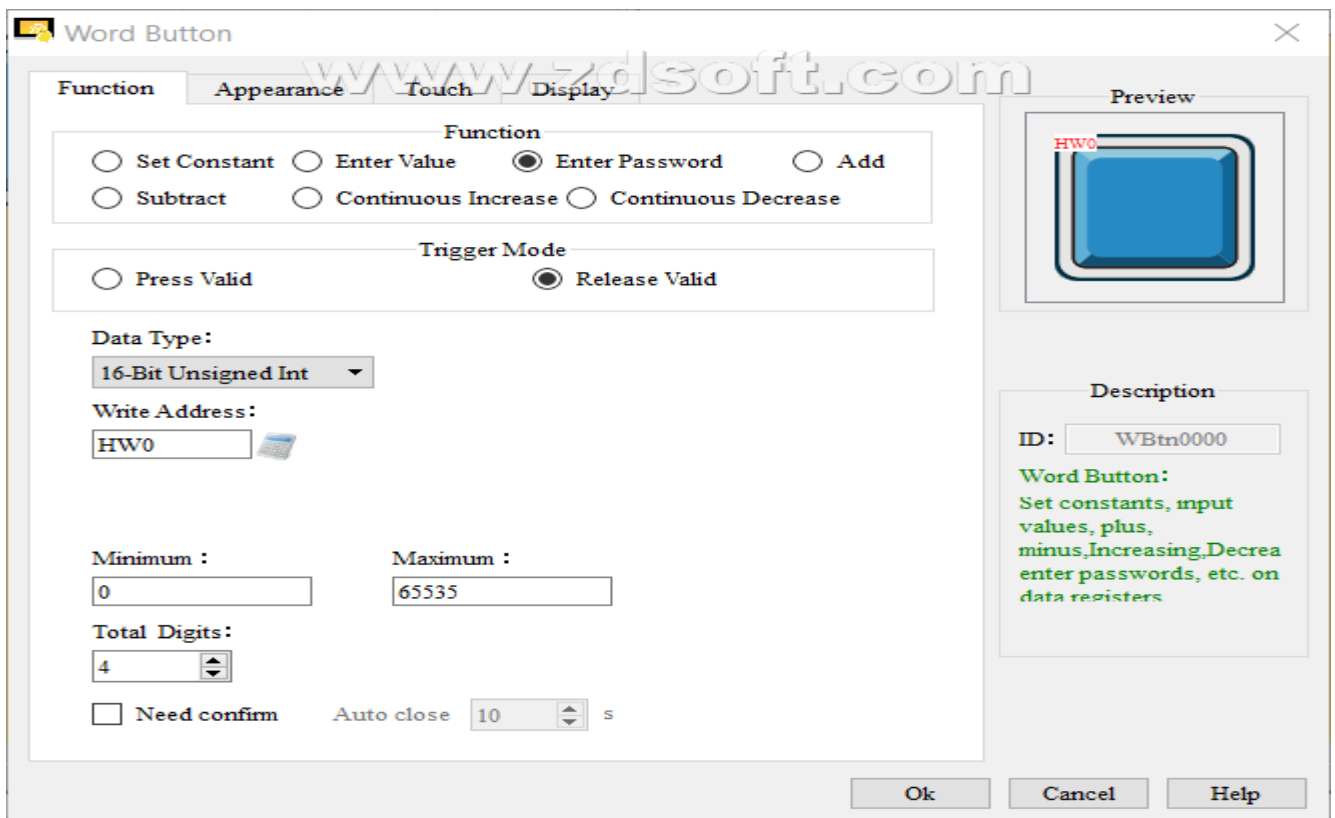 Word Button
www.zdsoft.com
Function Appearance Touch Display
Preview
HW0
Function
Set Constant Enter Value Enter Password Add
Subtract Continuous Increase Continuous Decrease
Trigger Mode
Press Valid Release Valid
Data Type:
16-Bit Unsigned Int
Write Address:
HW0
Minimum : Maximum :
0 65535
Total Digits:
4
Need confirm Auto close 10 s
Description
ID: WBtn0000
Word Button:
Set constants, input
values, plus,
minus,Increasing,Decrea
enter passwords, etc. on
data registers
Ok Cancel Help